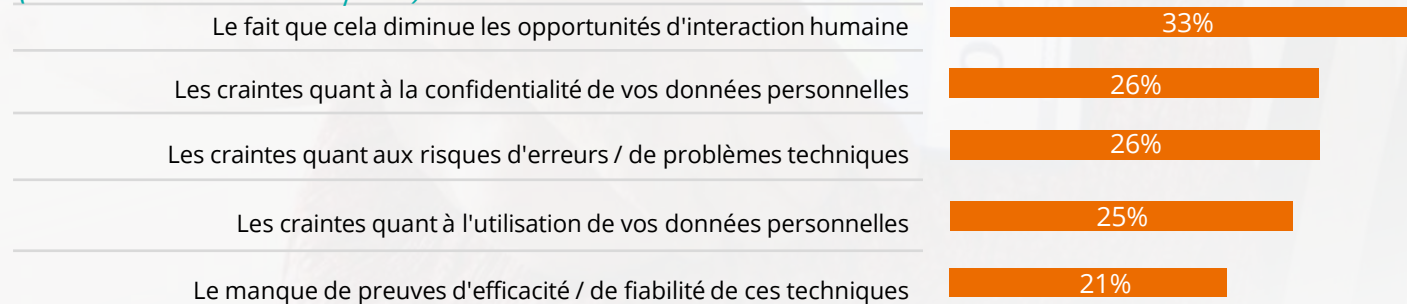 Le fait que cela diminue les opportunités d'interaction humaine 33%
Les craintes quant à la confidentialité de vos données personnelles 26%
Les craintes quant aux risques d'erreurs / de problèmes techniques 26%
Les craintes quant à l'utilisation de vos données personnelles 25%
Le manque de preuves d'efficacité / de fiabilité de ces techniques 21%